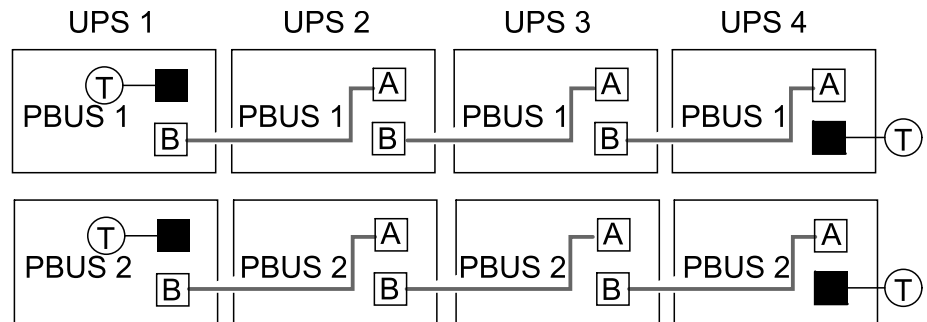 UPS 1 UPS 2 UPS 3 UPS 4
T A A A
PBUS 1 PBUS 1 PBUS 1 PBUS 1
B B B T
T A A A
PBUS 2 PBUS 2 PBUS 2 PBUS 2
B B B T